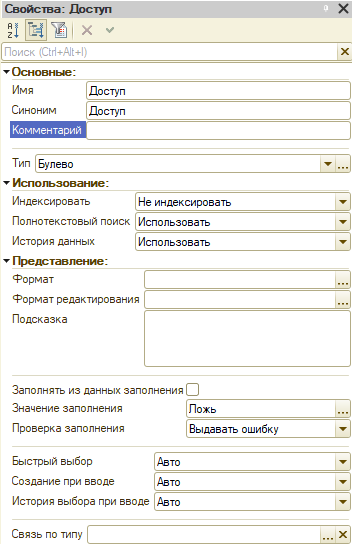 Свойства: Доступ
Поиск (Ctrl+Alt+I)
Основные:
Имя Доступ
Синоним Доступ
Комментарий
Тип Булево
Использование:
Индексировать Не индексировать
Полнотекстовый поиск Использовать
История данных Использовать
Представление:
Формат
Формат редактирования
Подсказка
Заполнять из данных заполнения
Значение заполнения Ложь
Проверка заполнения Выдавать ошибку
Быстрый выбор Авто
Создание при вводе Авто
История выбора при вводе Авто
Связь по типу